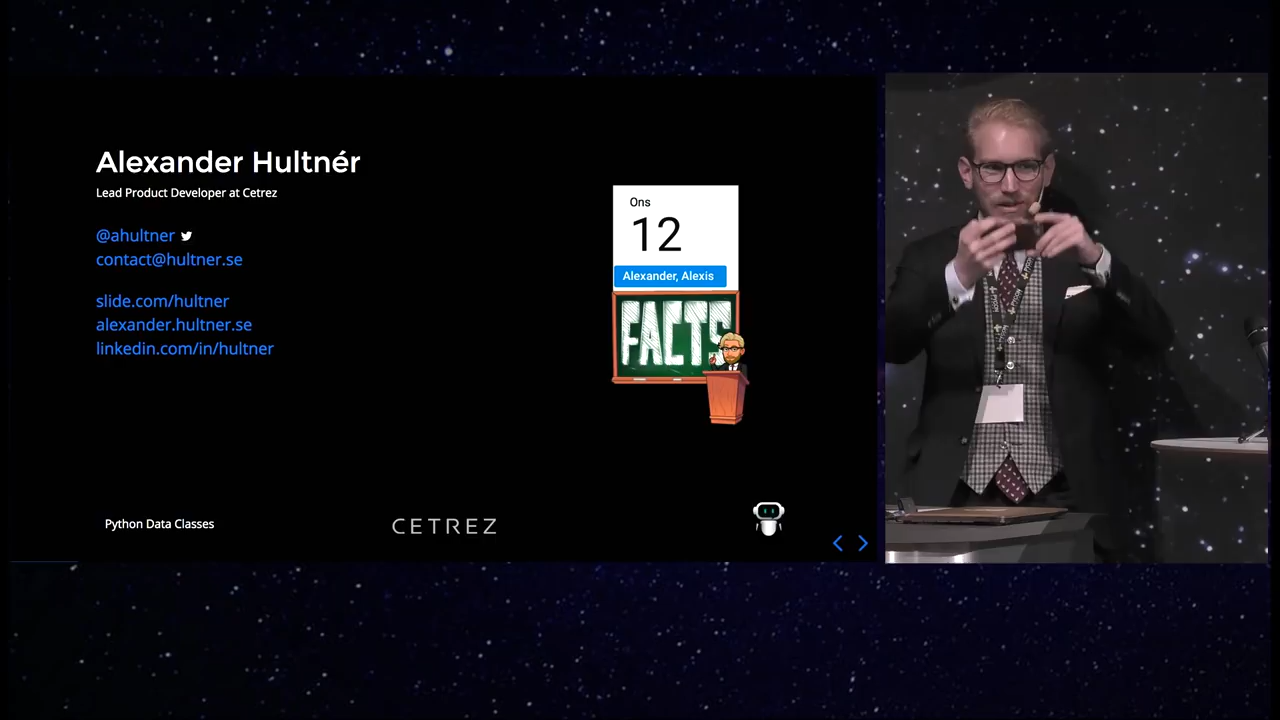 Alexander Hultnér
Lead Product Developer at Cetrez
@ahultner
contact@hultner.se
slide.com/hultner
alexander.hultner.se
linkedin.com/in/hultner
Ons
12
Alexander, Alexis
FACTS
Python Data Classes
CETREZ